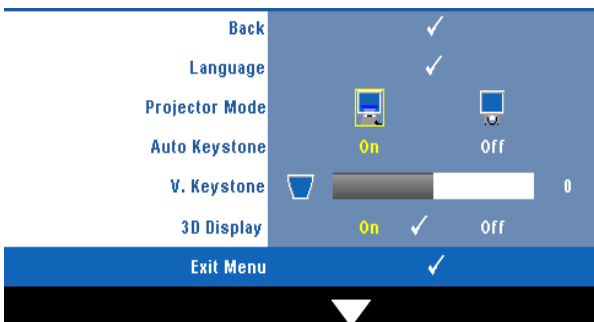 Back
Language
Projector Mode
Auto Keystone On Off
V. Keystone 0
3D Display On Off
Exit Menu